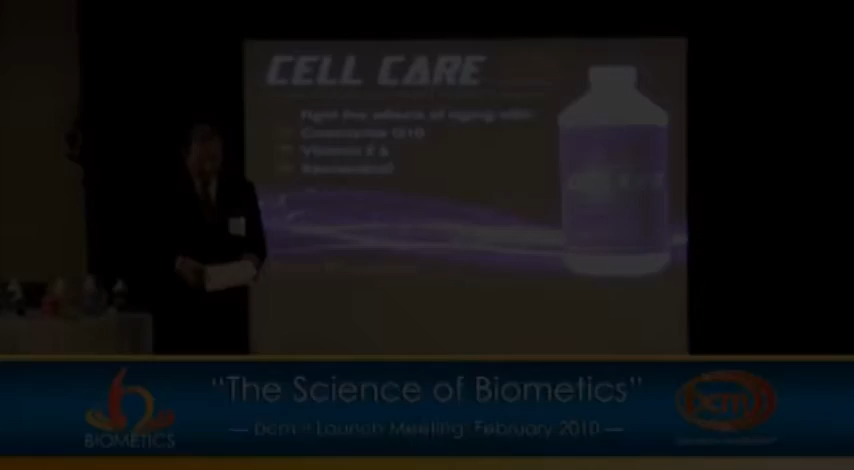 CELL CARE
Fight the effects of aging with:
Coenzyme Q10
Resveratrol
"The Science of Biometics"
— bcm - Launch Meeting: February 2010 —
BIOMETICS
bcm